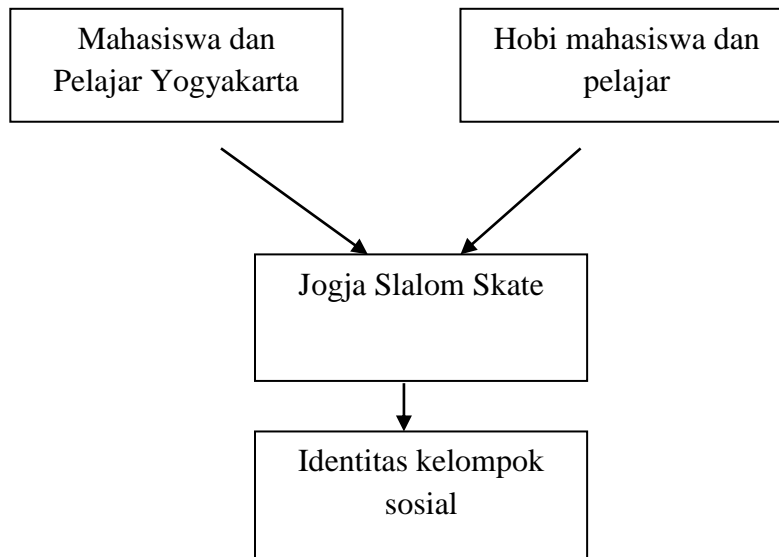 Mahasiswa dan
Pelajar Yogyakarta
Hobi mahasiswa dan
pelajar
Jogja Slalom Skate
Identitas kelompok
sosial